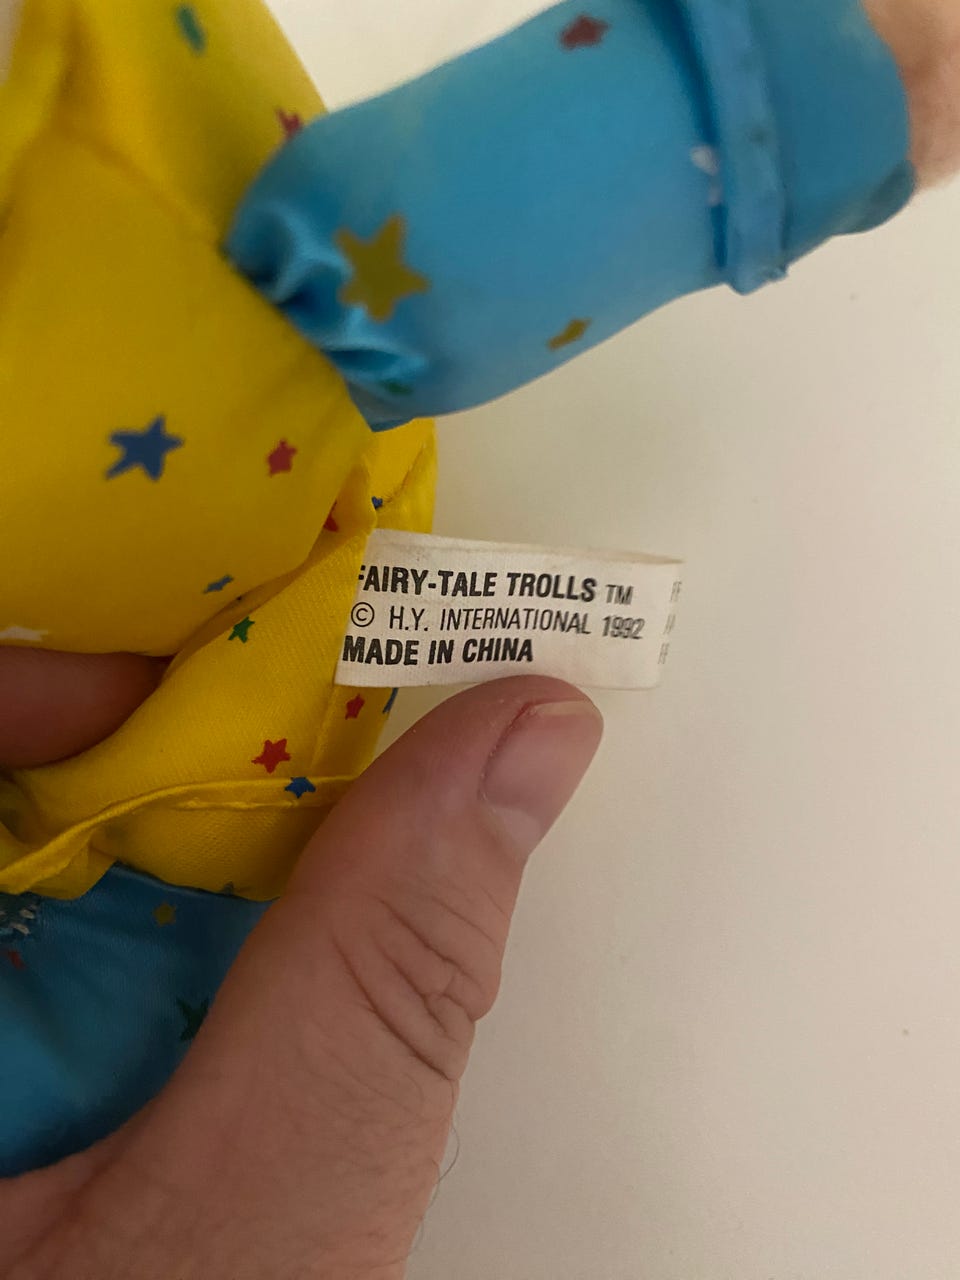 FAIRY-TALE TROLLS TM
© H.Y. INTERNATIONAL 1992
MADE IN CHINA